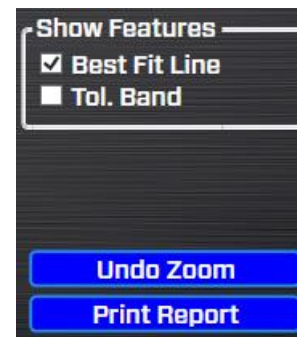 Show Features
Best Fit Line
Tol. Band
Undo Zoom
Print Report